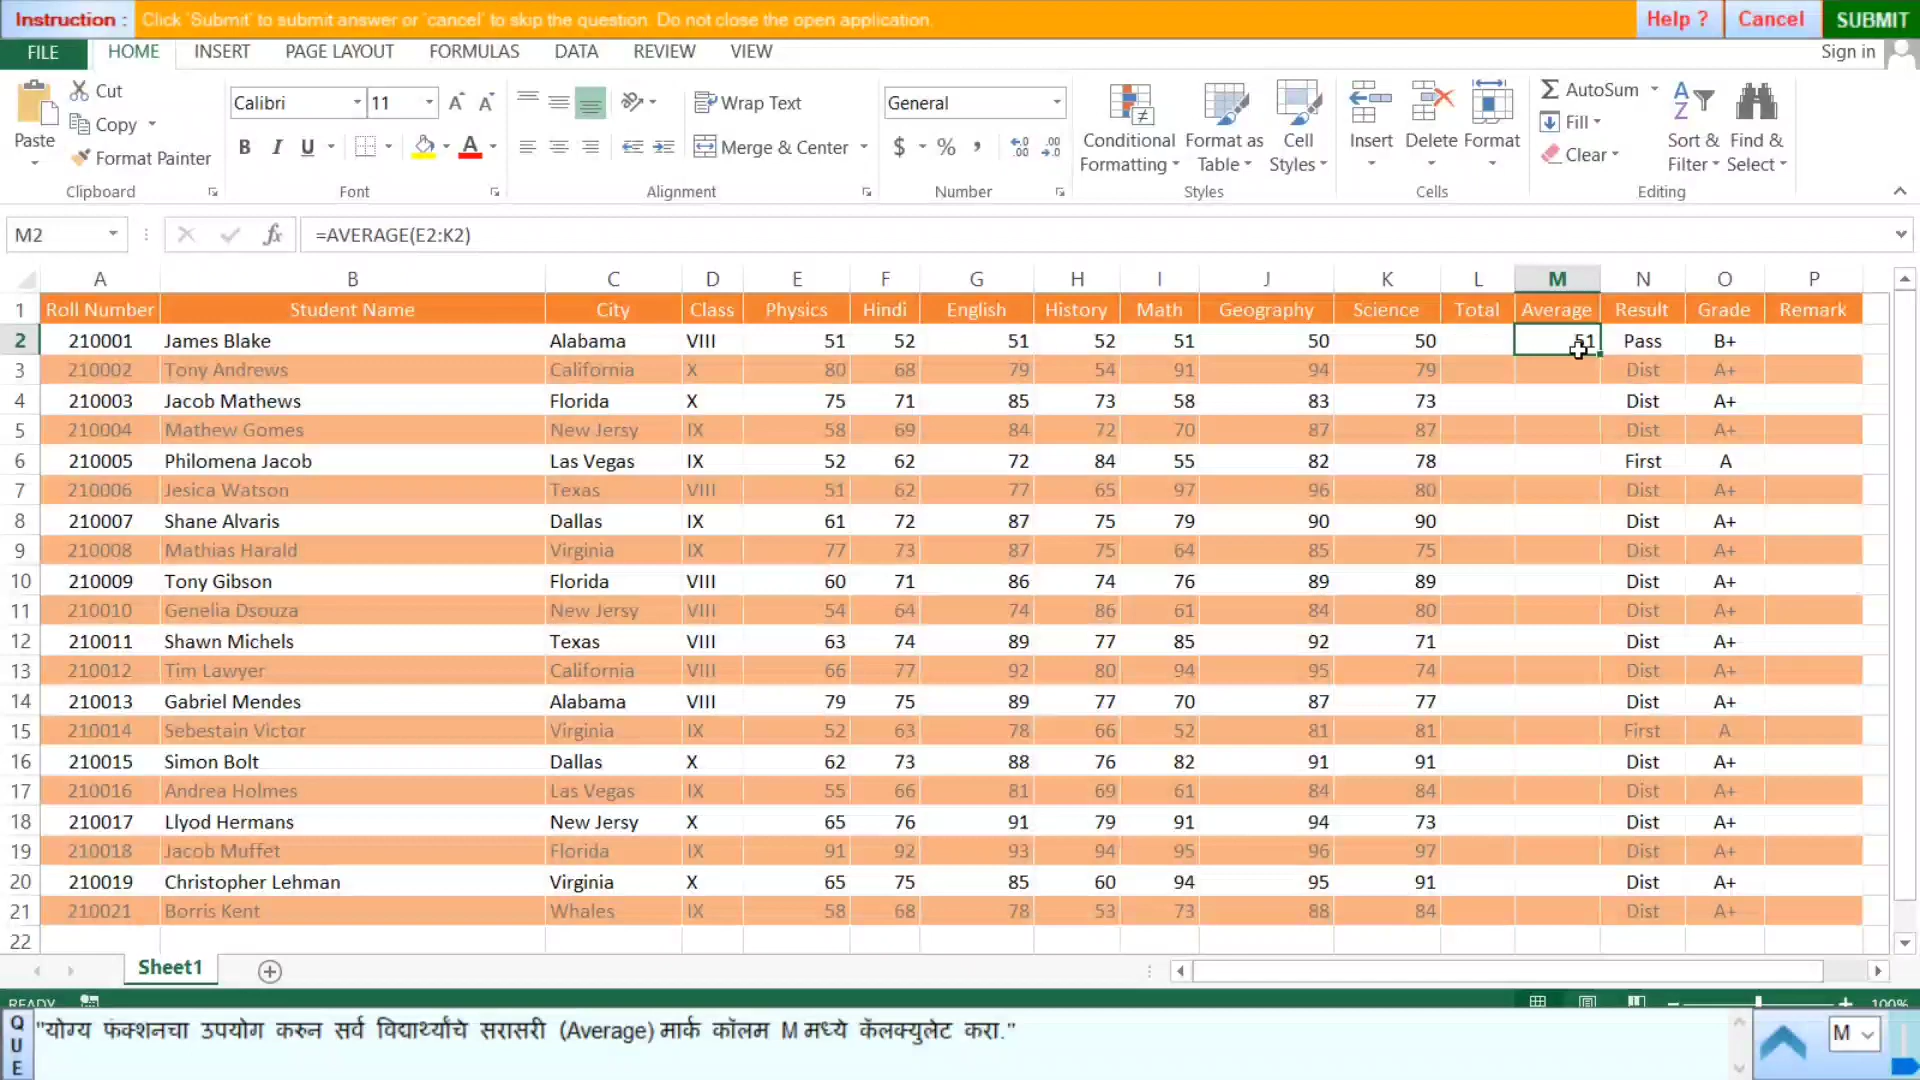 Instruction : Click 'Submit' to submit answer or 'cancel' to skip the question. Do not close the open application. Help ? Cancel SUBMIT
FILE HOME INSERT PAGE LAYOUT FORMULAS DATA REVIEW VIEW Sign in
Cut Calibri 11 Wrap Text General AutoSum
Copy Fill
Paste Format Painter B I U Merge & Center $ % Conditional Formatting Format as Table Cell Styles Insert Delete Format Clear Sort & Filter Find & Select
Clipboard Font Alignment Number Styles Cells Editing
M2 fx =AVERAGE(E2:K2)
A B C D E F G H I J K L M N O P
1 Roll Number Student Name City Class Physics Hindi English History Math Geography Science Total Average Result Grade Remark
2 210001 James Blake Alabama VIII 51 52 51 52 51 50 50 51 Pass B+
3 210002 Tony Andrews California X 80 68 79 54 91 94 79 Dist A+
4 210003 Jacob Mathews Florida X 75 71 85 73 58 83 73 Dist A+
5 210004 Mathew Gomes New Jersy IX 58 69 84 72 70 87 87 Dist A+
6 210005 Philomena Jacob Las Vegas IX 52 62 72 84 55 82 78 First A
7 210006 Jesica Watson Texas VIII 51 62 77 65 97 96 80 Dist A+
8 210007 Shane Alvaris Dallas IX 61 72 87 75 79 90 90 Dist A+
9 210008 Mathias Harald Virginia IX 77 73 87 75 64 85 75 Dist A+
10 210009 Tony Gibson Florida VIII 60 71 86 74 76 89 89 Dist A+
11 210010 Genelia Dsouza New Jersy VIII 54 64 74 86 61 84 80 Dist A+
12 210011 Shawn Michels Texas VIII 63 74 89 77 85 92 71 Dist A+
13 210012 Tim Lawyer California VIII 66 77 92 80 94 95 74 Dist A+
14 210013 Gabriel Mendes Alabama VIII 79 75 89 77 70 87 77 Dist A+
15 210014 Sebestain Victor Virginia IX 52 63 78 66 52 81 81 First A
16 210015 Simon Bolt Dallas X 62 73 88 76 82 91 91 Dist A+
17 210016 Andrea Holmes Las Vegas IX 55 66 81 69 61 84 84 Dist A+
18 210017 Llyod Hermans New Jersy X 65 76 91 79 91 94 73 Dist A+
19 210018 Jacob Muffet Florida IX 91 92 93 94 95 96 97 Dist A+
20 210019 Christopher Lehman Virginia X 65 75 85 60 94 95 91 Dist A+
21 210021 Borris Kent Whales IX 58 68 78 53 73 88 84 Dist A+
22
Sheet1
READY 100%
QUE "योग्य फंक्शनचा उपयोग करुन सर्व विद्यार्थ्यांचे सरासरी (Average) मार्क कॉलम M मध्ये कॅलक्युलेट करा." M